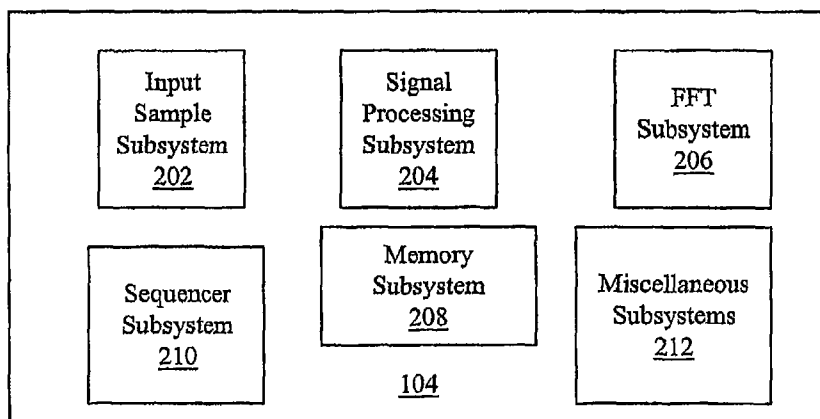 Input
Sample
Subsystem
202
Signal
Processing
Subsystem
204
FFT
Subsystem
206
Sequencer
Subsystem
210
Memory
Subsystem
208
Miscellaneous
Subsystems
212
104